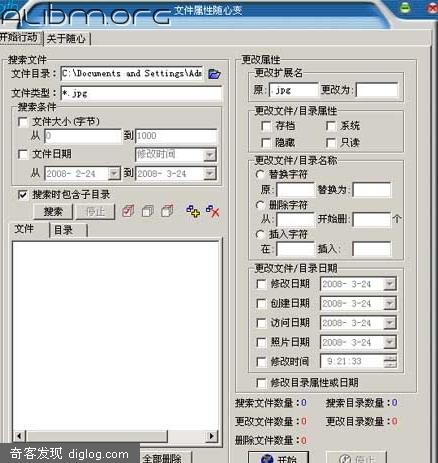 ALIBM.ORG
文件属性随心变
开始行动 关于随心
搜索文件
文件目录: C:\Documents and Settings\Adm
文件类型: *.jpg
搜索条件
文件大小(字节)
从 0 到 1000
文件日期 修改时间
从 2008- 2-24 到 2008- 3-24
搜索时包含子目录
搜索 停止
文件 目录
全部删除
更改属性
更改扩展名
原: .jpg 更改为:
更改文件/目录属性
存档 系统
隐藏 只读
更改文件/目录名称
替换字符
原: 替换为:
删除字符
从: 开始删: 个
插入字符
在: 插入:
更改文件/目录日期
修改日期 2008- 3-24
创建日期 2008- 3-24
访问日期 2008- 3-24
照片日期 2008- 3-24
修改时间 9:21:33
修改目录属性或日期
搜索文件数量:0 搜索目录数量:0
更改文件数量:0 更改目录数量:0
删除文件数量:0
开始 停止
奇客发现 diglog.com